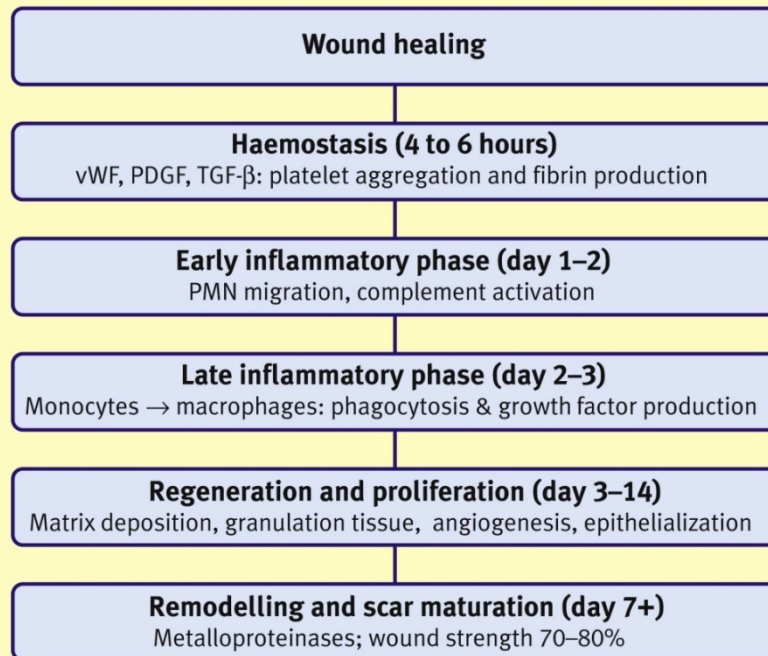 Wound healing
Haemostasis (4 to 6 hours)
vWF, PDGF, TGF-β: platelet aggregation and fibrin production
Early inflammatory phase (day 1–2)
PMN migration, complement activation
Late inflammatory phase (day 2–3)
Monocytes → macrophages: phagocytosis & growth factor production
Regeneration and proliferation (day 3–14)
Matrix deposition, granulation tissue, angiogenesis, epithelialization
Remodelling and scar maturation (day 7+)
Metalloproteinases; wound strength 70–80%